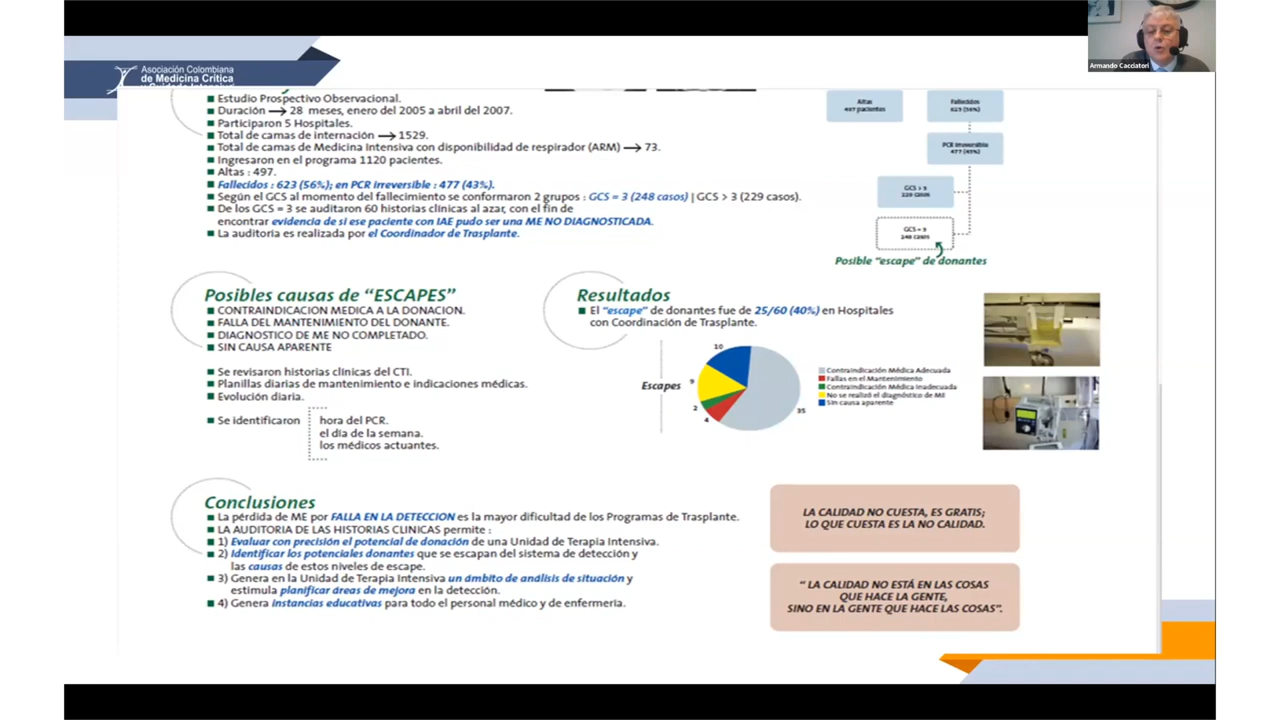 Armando Cacciatori
Asociación Colombiana
de Medicina Crítica
Estudio Prospectivo Observacional.
Duración → 28 meses, enero del 2005 a abril del 2007.
Participaron 5 Hospitales.
Total de camas de internación → 1529.
Total de camas de Medicina Intensiva con disponibilidad de respirador (ARM) → 73.
Ingresaron en el programa 1120 pacientes.
Altas : 497.
Fallecidos : 623 (56%); en PCR irreversible : 477 (43%).
Según el GCS al momento del fallecimiento se conformaron 2 grupos : GCS = 3 (248 casos) | GCS > 3 (229 casos).
De los GCS = 3 se auditaron 60 historias clínicas al azar, con el fin de
encontrar evidencia de si ese paciente con IAE pudo ser una ME NO DIAGNOSTICADA.
La auditoria es realizada por el Coordinador de Trasplante.
Altas
497 pacientes
Fallecidos
623 (56%)
PCR irreversible
477 (43%)
GCS > 3
229 casos
GCS = 3
248 casos
Posible "escape" de donantes
Posibles causas de "ESCAPES"
CONTRAINDICACION MEDICA A LA DONACION.
FALLA DEL MANTENIMIENTO DEL DONANTE.
DIAGNOSTICO DE ME NO COMPLETADO.
SIN CAUSA APARENTE
Se revisaron historias clínicas del CTI.
Planillas diarias de mantenimiento e indicaciones médicas.
Evolución diaria.
Se identificaron
hora del PCR.
el día de la semana.
los médicos actuantes.
Resultados
El "escape" de donantes fue de 25/60 (40%) en Hospitales
con Coordinación de Trasplante.
Escapes
10
9
2
4
35
Contraindicación Médica Adecuada
Fallas en el Mantenimiento
Contraindicación Médica Inadecuada
No se realizó el diagnóstico de ME
Sin causa aparente
Conclusiones
La pérdida de ME por FALLA EN LA DETECCION es la mayor dificultad de los Programas de Trasplante.
LA AUDITORIA DE LAS HISTORIAS CLINICAS permite :
1) Evaluar con precisión el potencial de donación de una Unidad de Terapia Intensiva.
2) Identificar los potenciales donantes que se escapan del sistema de detección y
las causas de estos niveles de escape.
3) Genera en la Unidad de Terapia Intensiva un ámbito de análisis de situación y
estimula planificar áreas de mejora en la detección.
4) Genera instancias educativas para todo el personal médico y de enfermería.
LA CALIDAD NO CUESTA, ES GRATIS;
LO QUE CUESTA ES LA NO CALIDAD.
" LA CALIDAD NO ESTÁ EN LAS COSAS
QUE HACE LA GENTE,
SINO EN LA GENTE QUE HACE LAS COSAS".